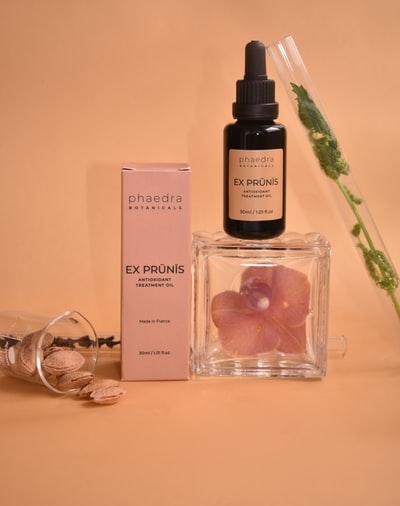 phaedra
BOTANICALS
EX PRŪNĪS
ANTIOXIDANT
TREATMENT OIL
Made in France
30ml / 1.01 fl.oz
phaedra
BOTANICALS
EX PRŪNĪS
ANTIOXIDANT
TREATMENT OIL
30ml / 1.01 fl.oz